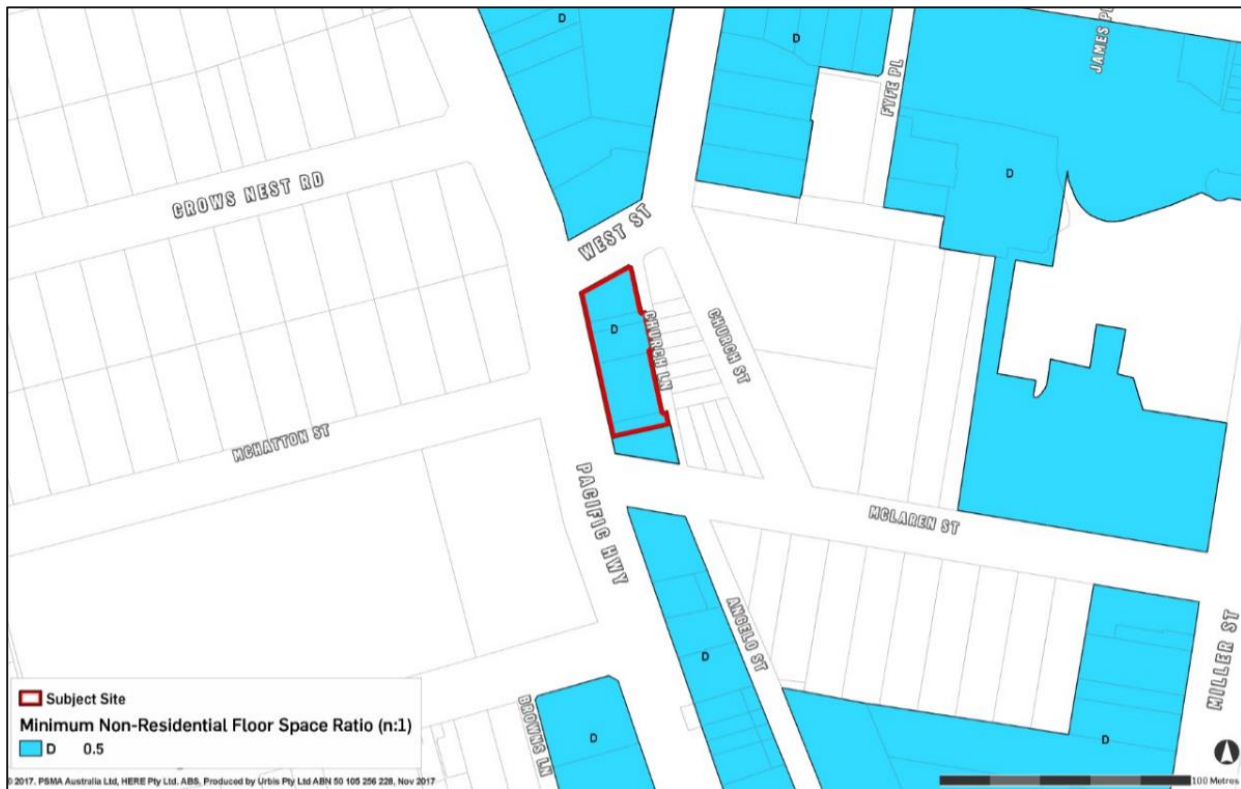 D
D
JAMES PL
FYFE PL
D
CROWS NEST RD
WEST ST
D
CHURCH LN
CHURCH ST
MCHATTON ST
PACIFIC HWY
MCLAREN ST
ANGELO ST
D
MILLER ST
BROWNS LN
D
D
Subject Site
Minimum Non-Residential Floor Space Ratio (n:1)
D 0.5
© 2017. PSMA Australia Ltd, HERE Pty Ltd. ABS. Produced by Urbis Pty Ltd ABN 50 105 256 228, Nov 2017
100 Metres